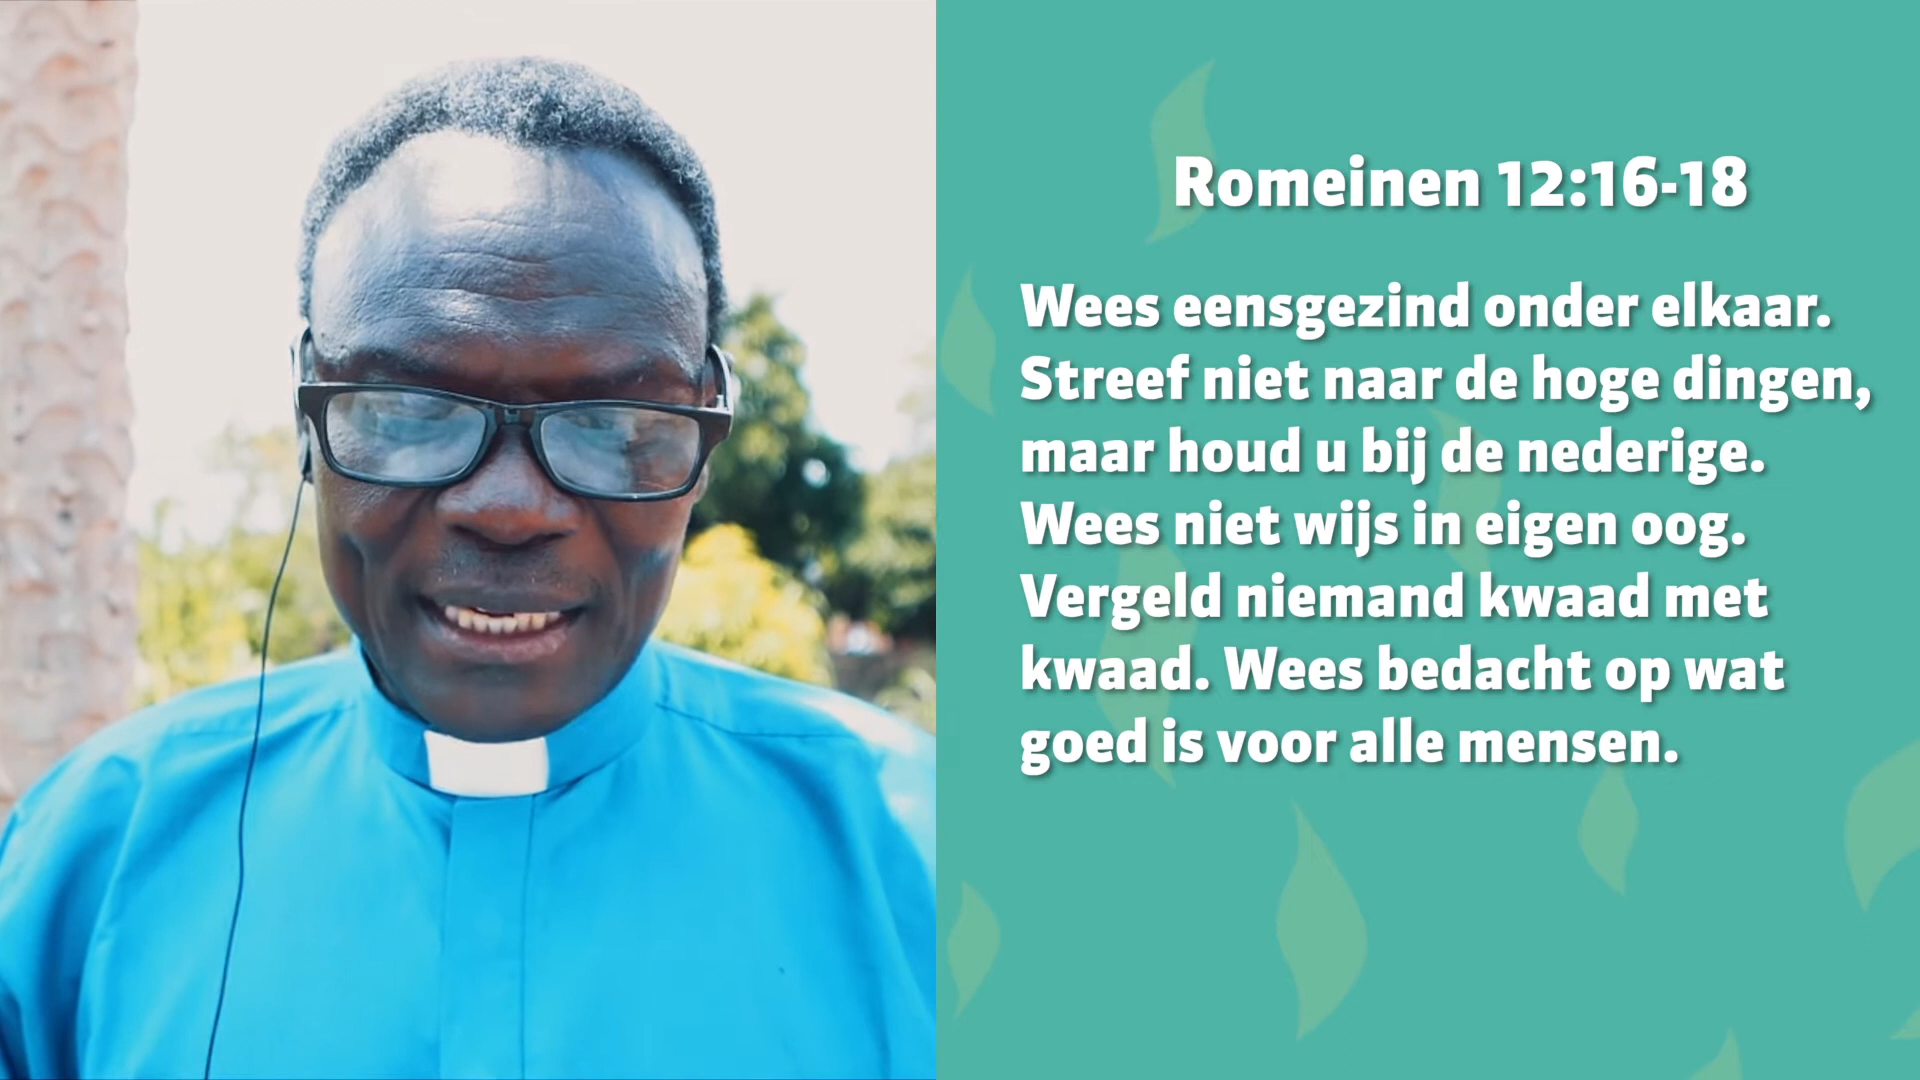 Romeinen 12:16-18
Wees eensgezind onder elkaar.
Streef niet naar de hoge dingen,
maar houd u bij de nederige.
Wees niet wijs in eigen oog.
Vergeld niemand kwaad met
kwaad. Wees bedacht op wat
goed is voor alle mensen.